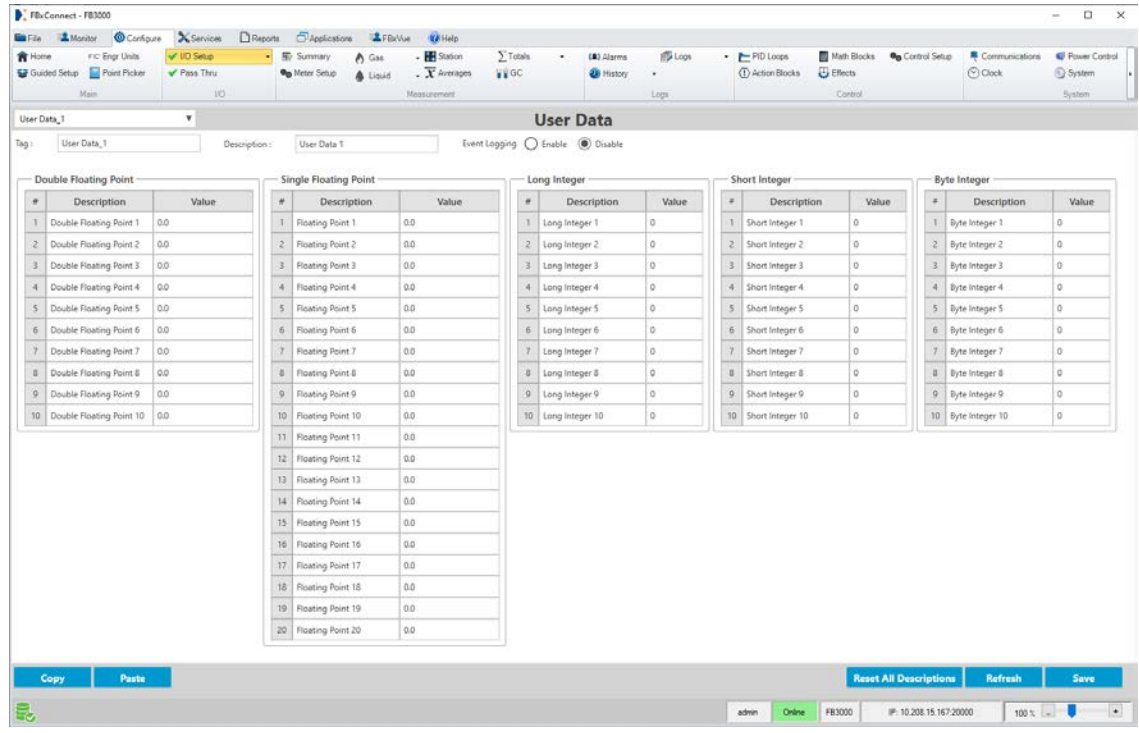 FBxConnect - FB3000
File Monitor Configure Services Reports Applications FBxVue Help
Home Engr Units I/O Setup Summary Gas Station Totals Alarms Logs PID Loops Math Blocks Control Setup Communications Power Control
Guided Setup Point Picker Pass Thru Meter Setup Liquid Averages GC History Action Blocks Effects Clock System
Main I/O Measurement Logs Control System
User Data_1 User Data
Tag : User Data_1 Description : User Data 1 Event Logging Enable Disable
Double Floating Point Single Floating Point Long Integer Short Integer Byte Integer
# Description Value # Description Value # Description Value # Description Value # Description Value
1 Double Floating Point 1 0.0 1 Floating Point 1 0.0 1 Long Integer 1 0 1 Short Integer 1 0 1 Byte Integer 1 0
2 Double Floating Point 2 0.0 2 Floating Point 2 0.0 2 Long Integer 2 0 2 Short Integer 2 0 2 Byte Integer 2 0
3 Double Floating Point 3 0.0 3 Floating Point 3 0.0 3 Long Integer 3 0 3 Short Integer 3 0 3 Byte Integer 3 0
4 Double Floating Point 4 0.0 4 Floating Point 4 0.0 4 Long Integer 4 0 4 Short Integer 4 0 4 Byte Integer 4 0
5 Double Floating Point 5 0.0 5 Floating Point 5 0.0 5 Long Integer 5 0 5 Short Integer 5 0 5 Byte Integer 5 0
6 Double Floating Point 6 0.0 6 Floating Point 6 0.0 6 Long Integer 6 0 6 Short Integer 6 0 6 Byte Integer 6 0
7 Double Floating Point 7 0.0 7 Floating Point 7 0.0 7 Long Integer 7 0 7 Short Integer 7 0 7 Byte Integer 7 0
8 Double Floating Point 8 0.0 8 Floating Point 8 0.0 8 Long Integer 8 0 8 Short Integer 8 0 8 Byte Integer 8 0
9 Double Floating Point 9 0.0 9 Floating Point 9 0.0 9 Long Integer 9 0 9 Short Integer 9 0 9 Byte Integer 9 0
10 Double Floating Point 10 0.0 10 Floating Point 10 0.0 10 Long Integer 10 0 10 Short Integer 10 0 10 Byte Integer 10 0
11 Floating Point 11 0.0
12 Floating Point 12 0.0
13 Floating Point 13 0.0
14 Floating Point 14 0.0
15 Floating Point 15 0.0
16 Floating Point 16 0.0
17 Floating Point 17 0.0
18 Floating Point 18 0.0
19 Floating Point 19 0.0
20 Floating Point 20 0.0
Copy Paste Reset All Descriptions Refresh Save
admin Online FB3000 IP: 10.208.15.167:20000 100 %